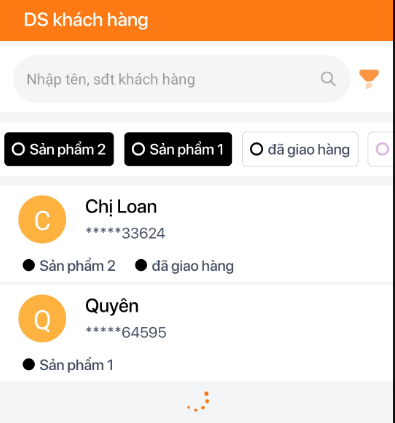 DS khách hàng
Nhập tên, sđt khách hàng
Sản phẩm 2 Sản phẩm 1 đã giao hàng
C Chị Loan
*****33624
Sản phẩm 2 đã giao hàng
Q Quyên
*****64595
Sản phẩm 1